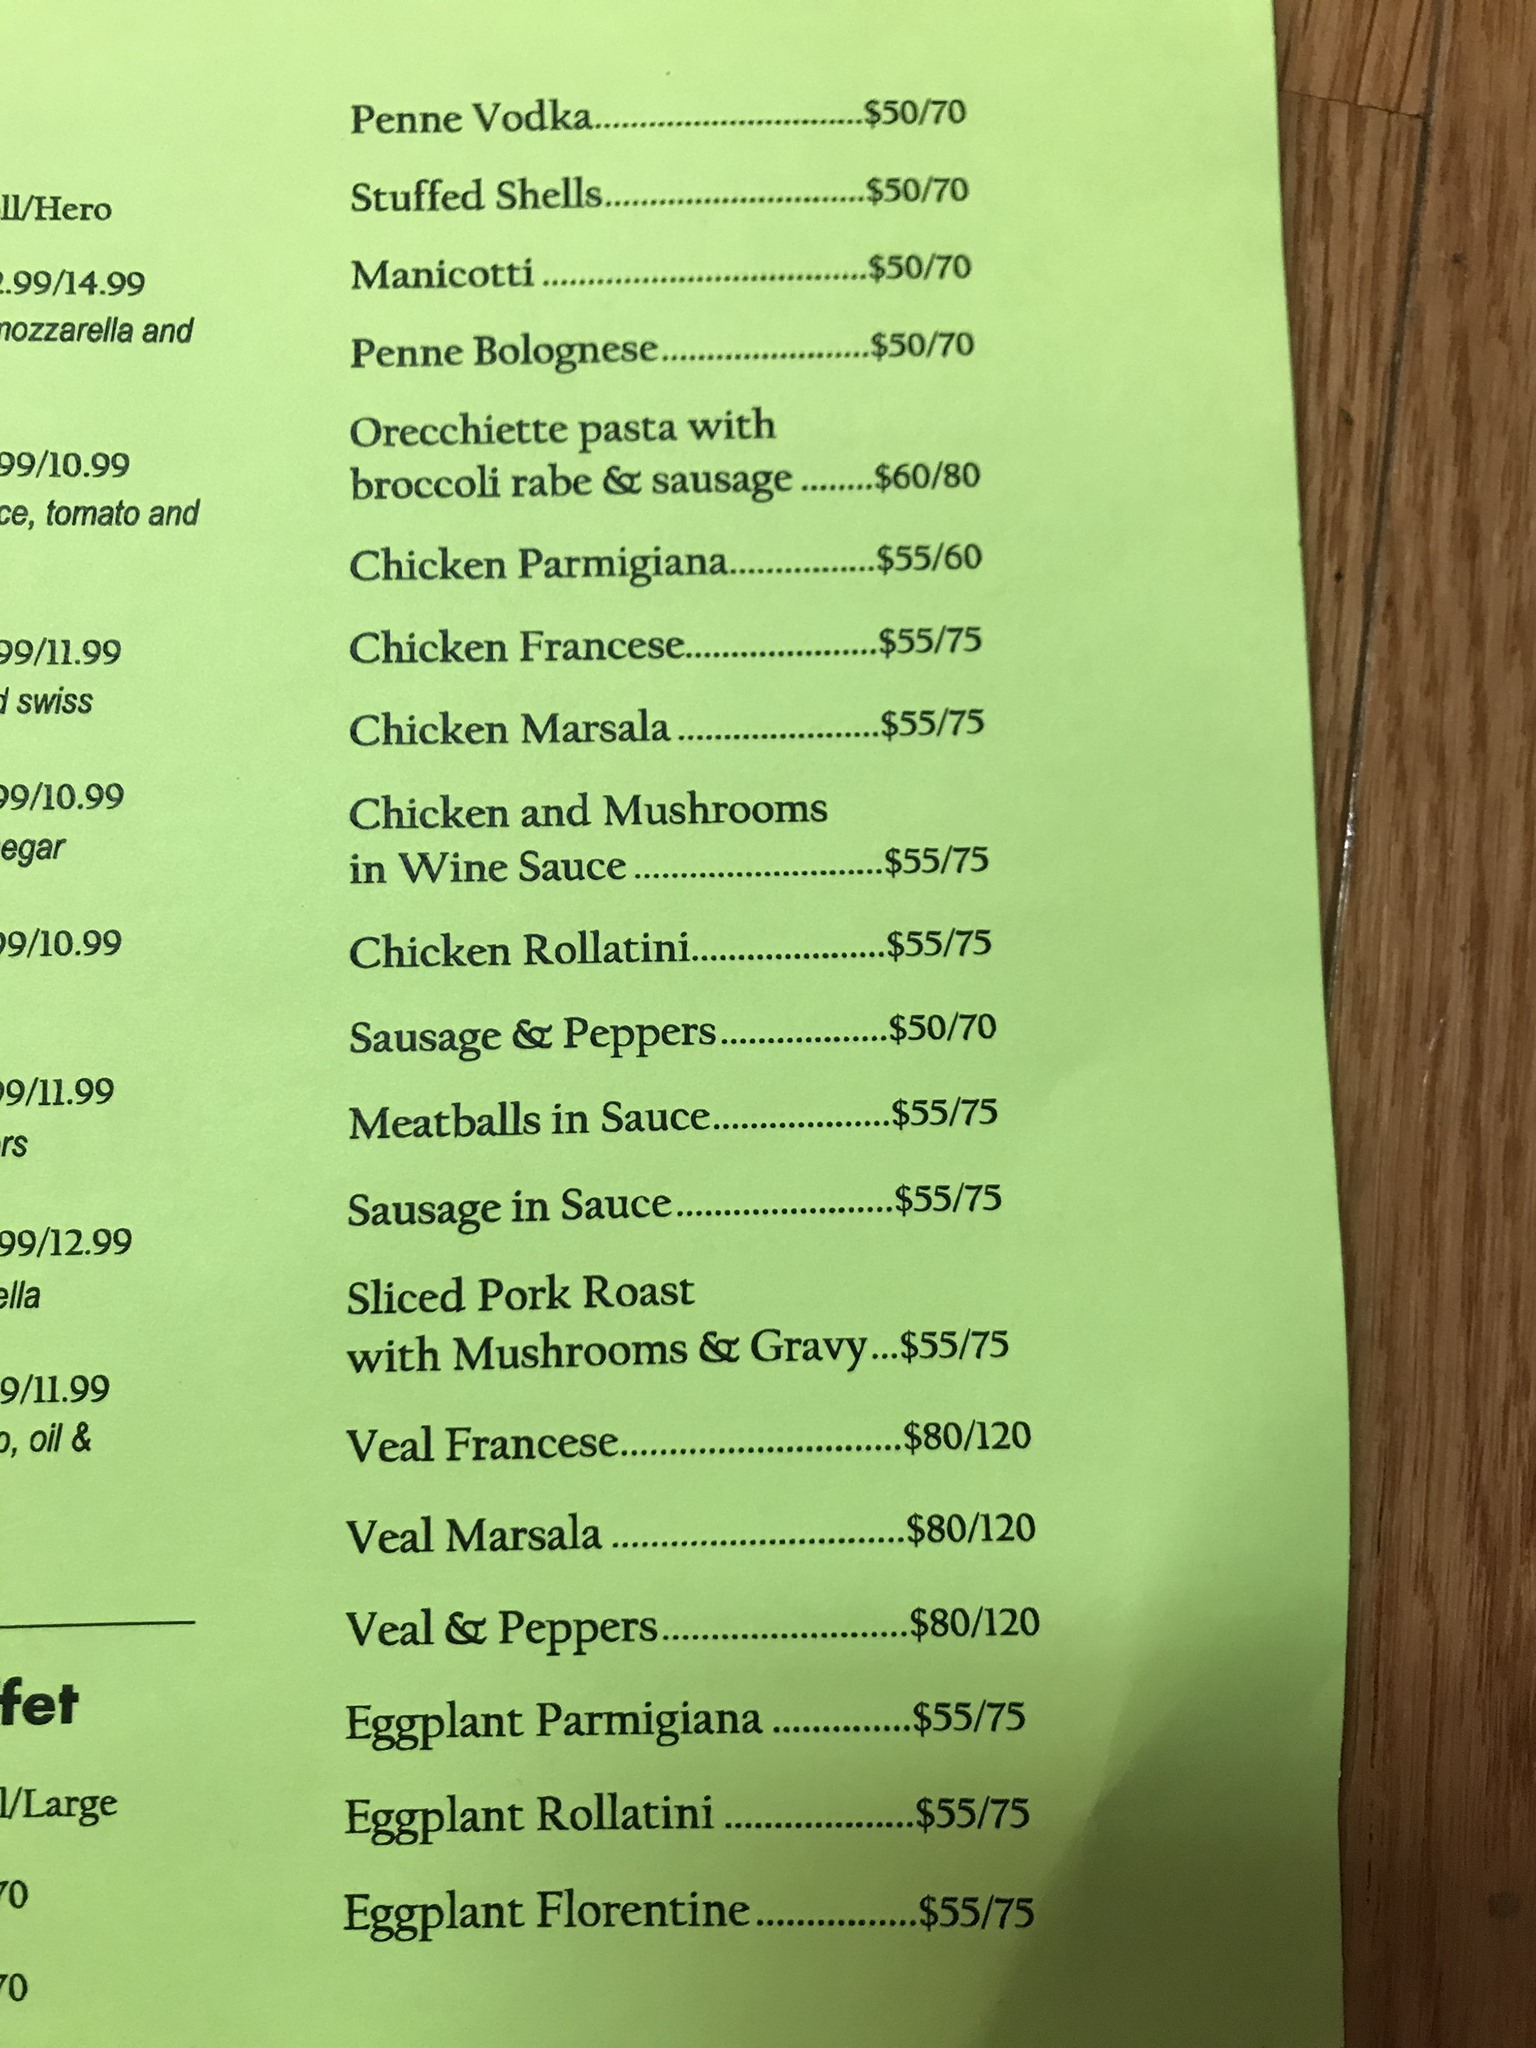 ll/Hero
.99/14.99
mozzarella and
99/10.99
ce, tomato and
99/11.99
d swiss
99/10.99
egar
99/10.99
99/11.99
rs
99/12.99
ella
9/11.99
o, oil &
ffet
l/Large
70
70
Penne Vodka..............................$50/70
Stuffed Shells.............................$50/70
Manicotti ....................................$50/70
Penne Bolognese.......................$50/70
Orecchiette pasta with
broccoli rabe & sausage ........$60/80
Chicken Parmigiana................$55/60
Chicken Francese.....................$55/75
Chicken Marsala ......................$55/75
Chicken and Mushrooms
in Wine Sauce ...........................$55/75
Chicken Rollatini.....................$55/75
Sausage & Peppers..................$50/70
Meatballs in Sauce...................$55/75
Sausage in Sauce.......................$55/75
Sliced Pork Roast
with Mushrooms & Gravy...$55/75
Veal Francese.............................$80/120
Veal Marsala ..............................$80/120
Veal & Peppers.........................$80/120
Eggplant Parmigiana ..............$55/75
Eggplant Rollatini ...................$55/75
Eggplant Florentine................$55/75